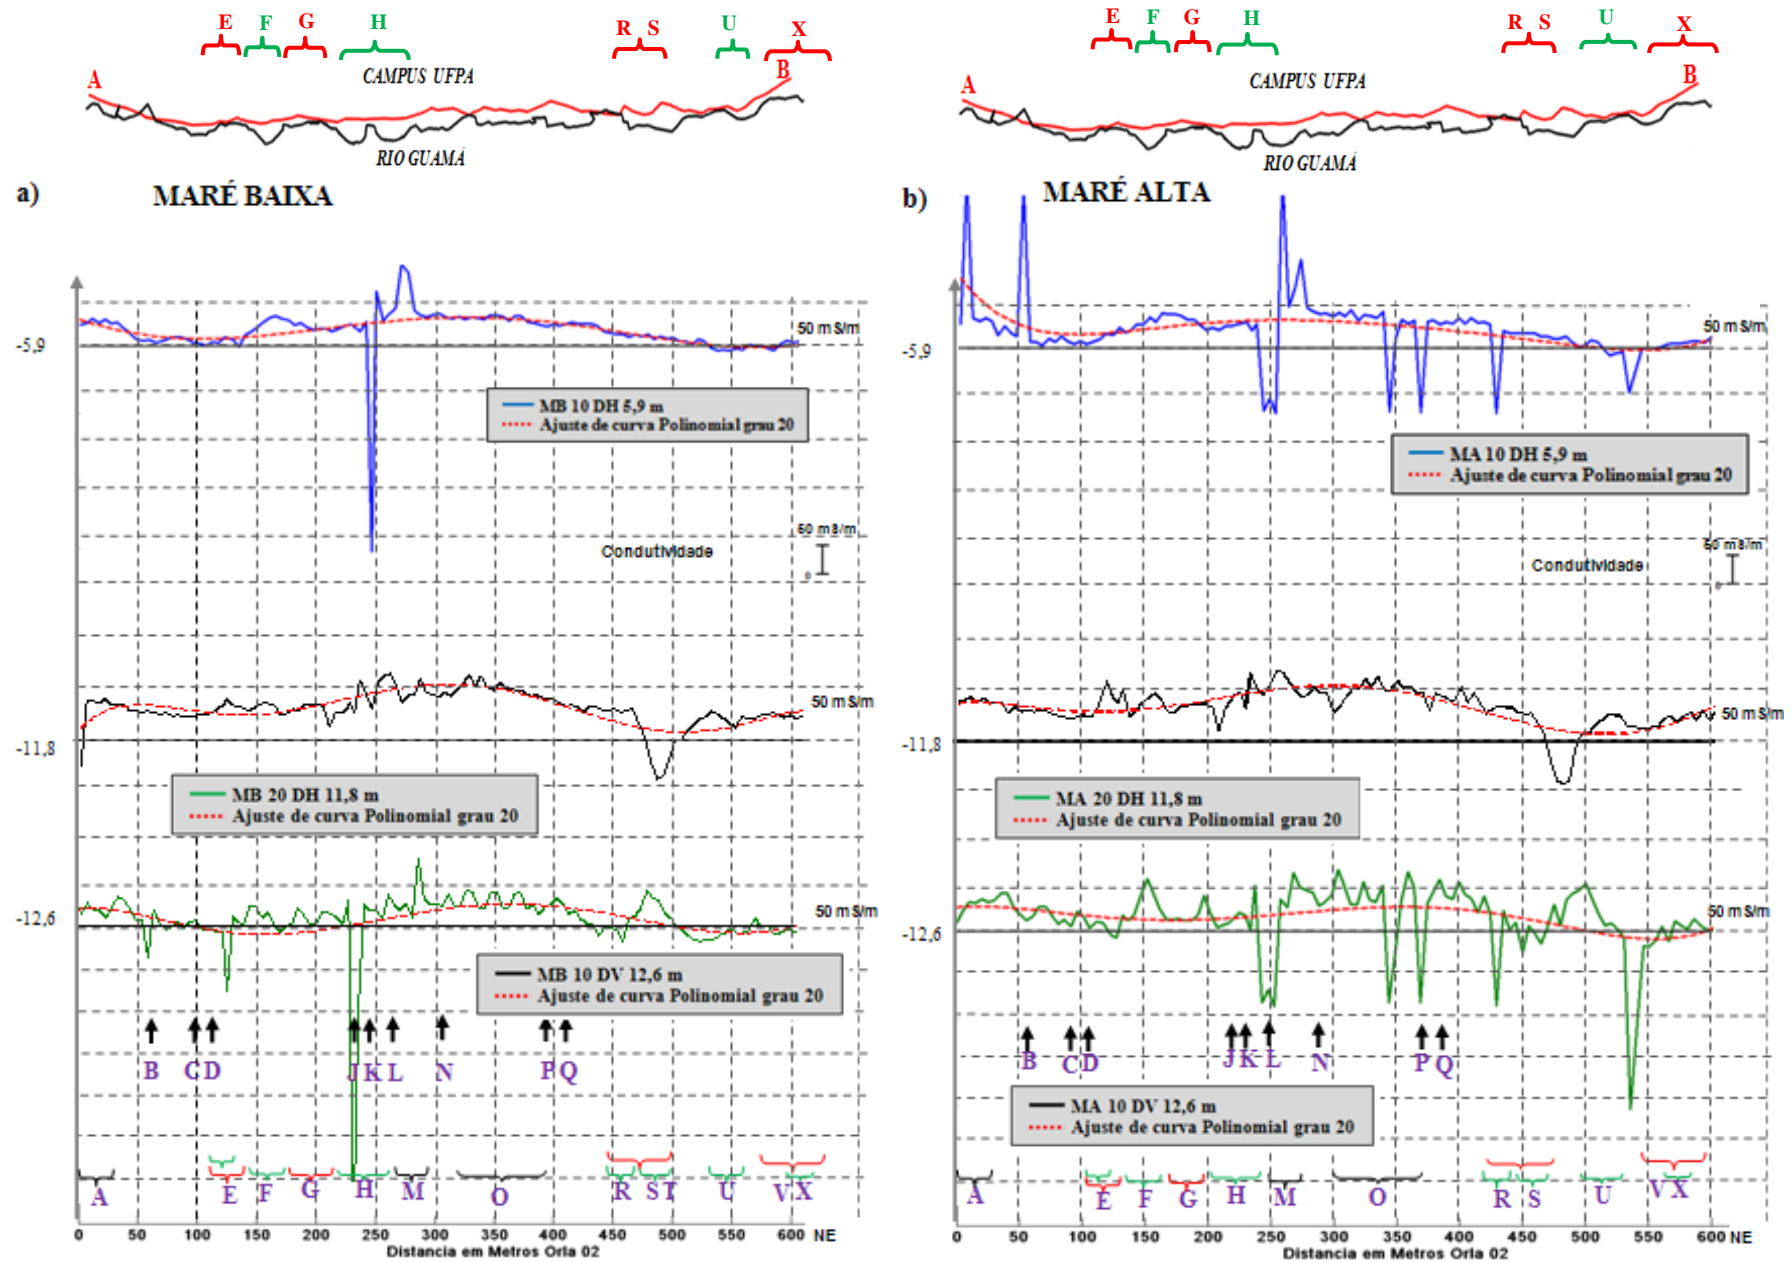 E F G H R S U X
A CAMPUS UFPA B
RIO GUAMÁ
a) MARÉ BAIXA
50 m S/m
-5,9
MB 10 DH 5,9 m
Ajuste de curva Polinomial grau 20
50 m S/m
Condutividade
0
50 m S/m
-11,8
MB 20 DH 11,8 m
Ajuste de curva Polinomial grau 20
50 m S/m
-12,6
MB 10 DV 12,6 m
Ajuste de curva Polinomial grau 20
B C D J K L N P Q
A E F G H M O R S T U V X
0 50 100 150 200 250 300 350 400 450 500 550 600 NE
Distancia em Metros Orla 02
E F G H R S U X
A CAMPUS UFPA B
RIO GUAMÁ
b) MARÉ ALTA
50 m S/m
-5,9
MA 10 DH 5,9 m
Ajuste de curva Polinomial grau 20
50 m S/m
Condutividade
0
50 m S/m
-11,8
MA 20 DH 11,8 m
Ajuste de curva Polinomial grau 20
50 m S/m
-12,6
B C D J K L N P Q
MA 10 DV 12,6 m
Ajuste de curva Polinomial grau 20
A E F G H M O R S U V X
0 50 100 150 200 250 300 350 400 450 500 550 600 NE
Distancia em Metros Orla 02